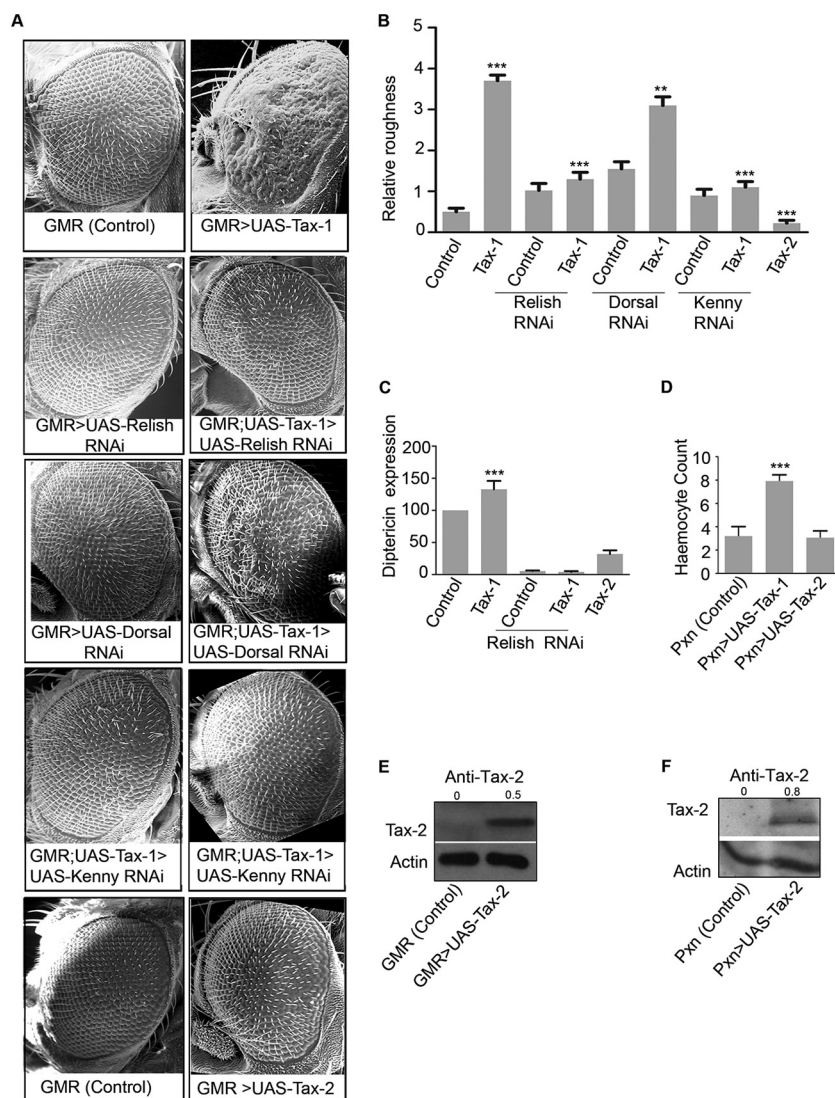 A
GMR (Control)
GMR>UAS-Tax-1
GMR>UAS-Relish
RNAi
GMR;UAS-Tax-1>
UAS-Relish RNAi
GMR>UAS-Dorsal
RNAi
GMR;UAS-Tax-1>
UAS-Dorsal RNAi
GMR;UAS-Tax-1>
UAS-Kenny RNAi
GMR;UAS-Tax-1>
UAS-Kenny RNAi
GMR (Control)
GMR >UAS-Tax-2
B
Relative roughness
5
4
3
2
1
0
***
***
**
***
***
Control
Tax-1
Control
Tax-1
Control
Tax-1
Control
Tax-1
Tax-2
Relish
RNAi
Dorsal
RNAi
Kenny
RNAi
C
Diptericin expression
200
150
100
50
0
***
Control
Tax-1
Control
Tax-1
Tax-2
Relish RNAi
D
Haemocyte Count
10
8
6
4
2
0
***
Pxn (Control)
Pxn>UAS-Tax-1
Pxn>UAS-Tax-2
E
Anti-Tax-2
0 0.5
Tax-2
Actin
GMR (Control)
GMR>UAS-Tax-2
F
Anti-Tax-2
0 0.8
Tax-2
Actin
Pxn (Control)
Pxn>UAS-Tax-2